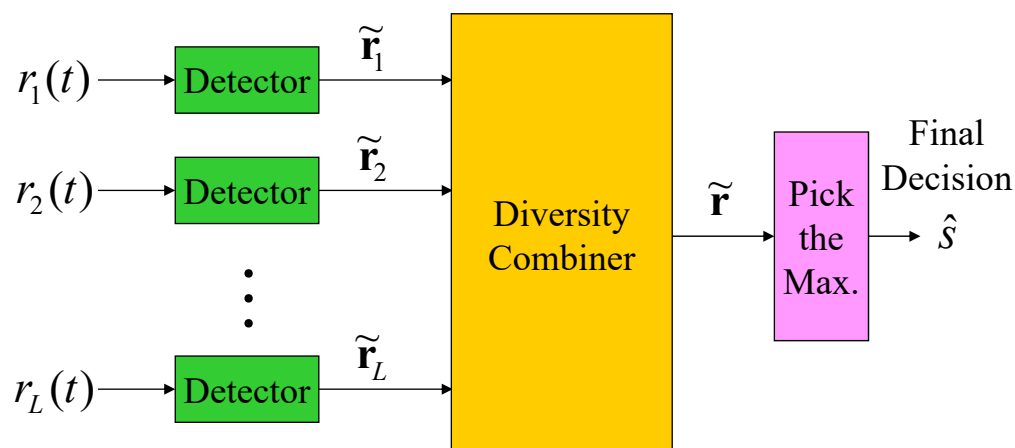 r₁(t)
Detector
r̃₁
r₂(t)
Detector
r̃₂
⋮
r_L(t)
Detector
r̃_L
Diversity
Combiner
r̃
Pick
the
Max.
Final
Decision
ŝ